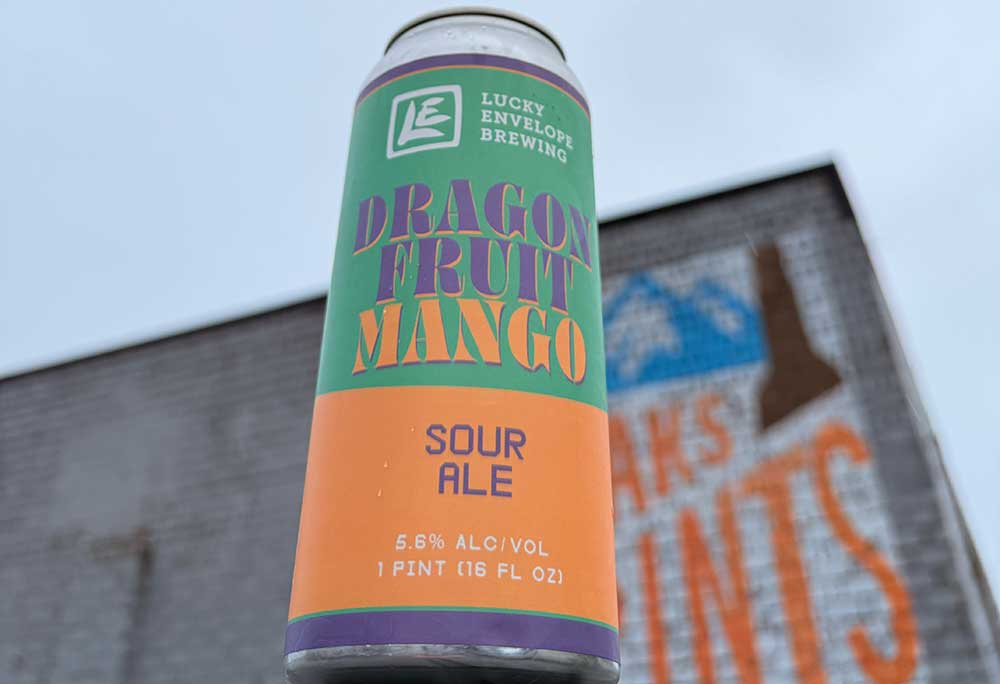 LE
LUCKY
ENVELOPE
BREWING
DRAGON
FRUIT
MANGO
SOUR
ALE
5.6% ALC/VOL
1 PINT (16 FL OZ)